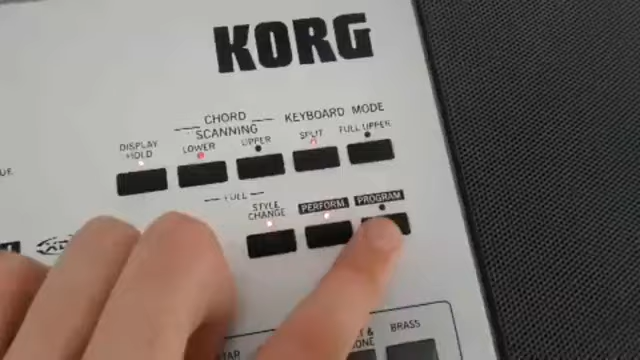 KORG
CHORD
SCANNING
KEYBOARD MODE
DISPLAY
HOLD
LOWER
UPPER
SPLIT
FULL UPPER
FULL
STYLE
CHANGE
PERFORM
PROGRAM
BRASS